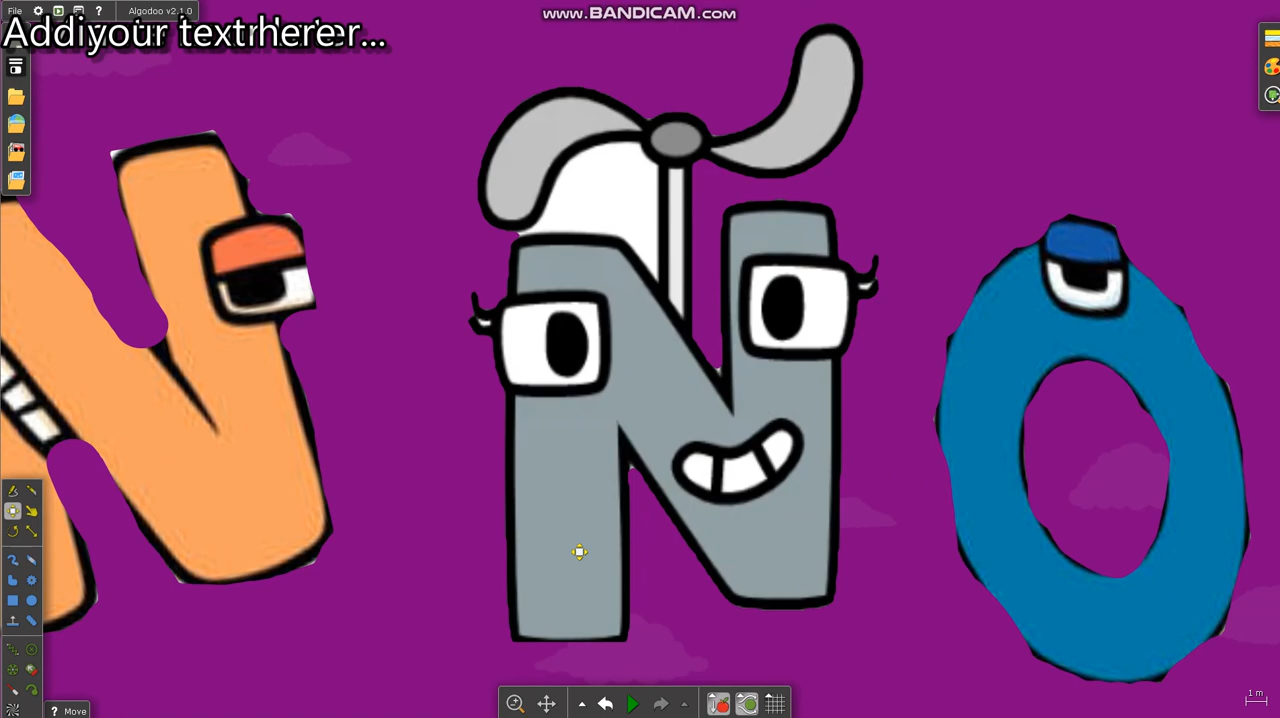 www.BANDICAM.com
File ? Algodoo v2.1.0
Addiyour textrherer...
N Ñ O
? Move
1 m